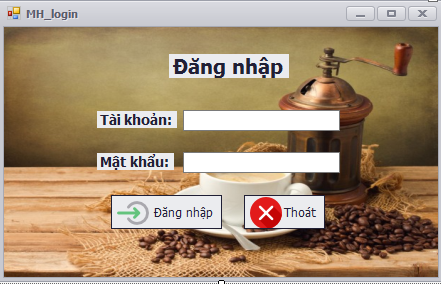 MH_login
Đăng nhập
Tài khoản:
Mật khẩu:
Đăng nhập
Thoát